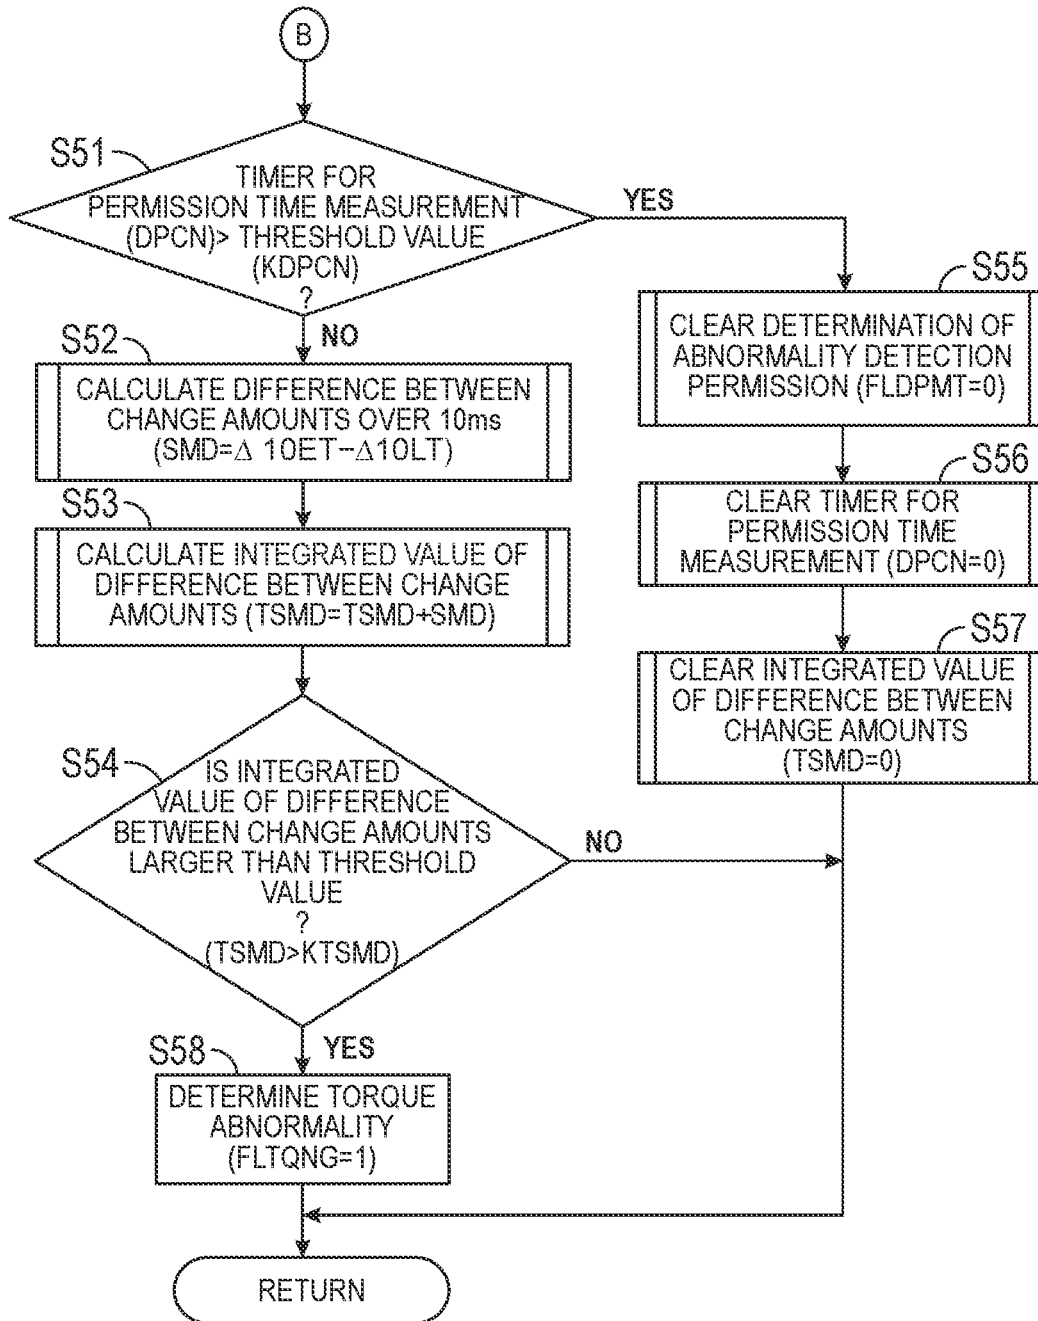 B
S51
TIMER FOR
PERMISSION TIME MEASUREMENT
(DPCN)> THRESHOLD VALUE
(KDPCN)
?
YES
NO
S52
CALCULATE DIFFERENCE BETWEEN
CHANGE AMOUNTS OVER 10ms
(SMD=Δ 10ET-Δ10LT)
S53
CALCULATE INTEGRATED VALUE OF
DIFFERENCE BETWEEN CHANGE
AMOUNTS (TSMD=TSMD+SMD)
S54
IS INTEGRATED
VALUE OF DIFFERENCE
BETWEEN CHANGE AMOUNTS
LARGER THAN THRESHOLD
VALUE
?
(TSMD>KTSMD)
NO
YES
S55
CLEAR DETERMINATION OF
ABNORMALITY DETECTION
PERMISSION (FLDPMT=0)
S56
CLEAR TIMER FOR
PERMISSION TIME
MEASUREMENT (DPCN=0)
S57
CLEAR INTEGRATED VALUE
OF DIFFERENCE BETWEEN
CHANGE AMOUNTS
(TSMD=0)
S58
DETERMINE TORQUE
ABNORMALITY
(FLTQNG=1)
RETURN